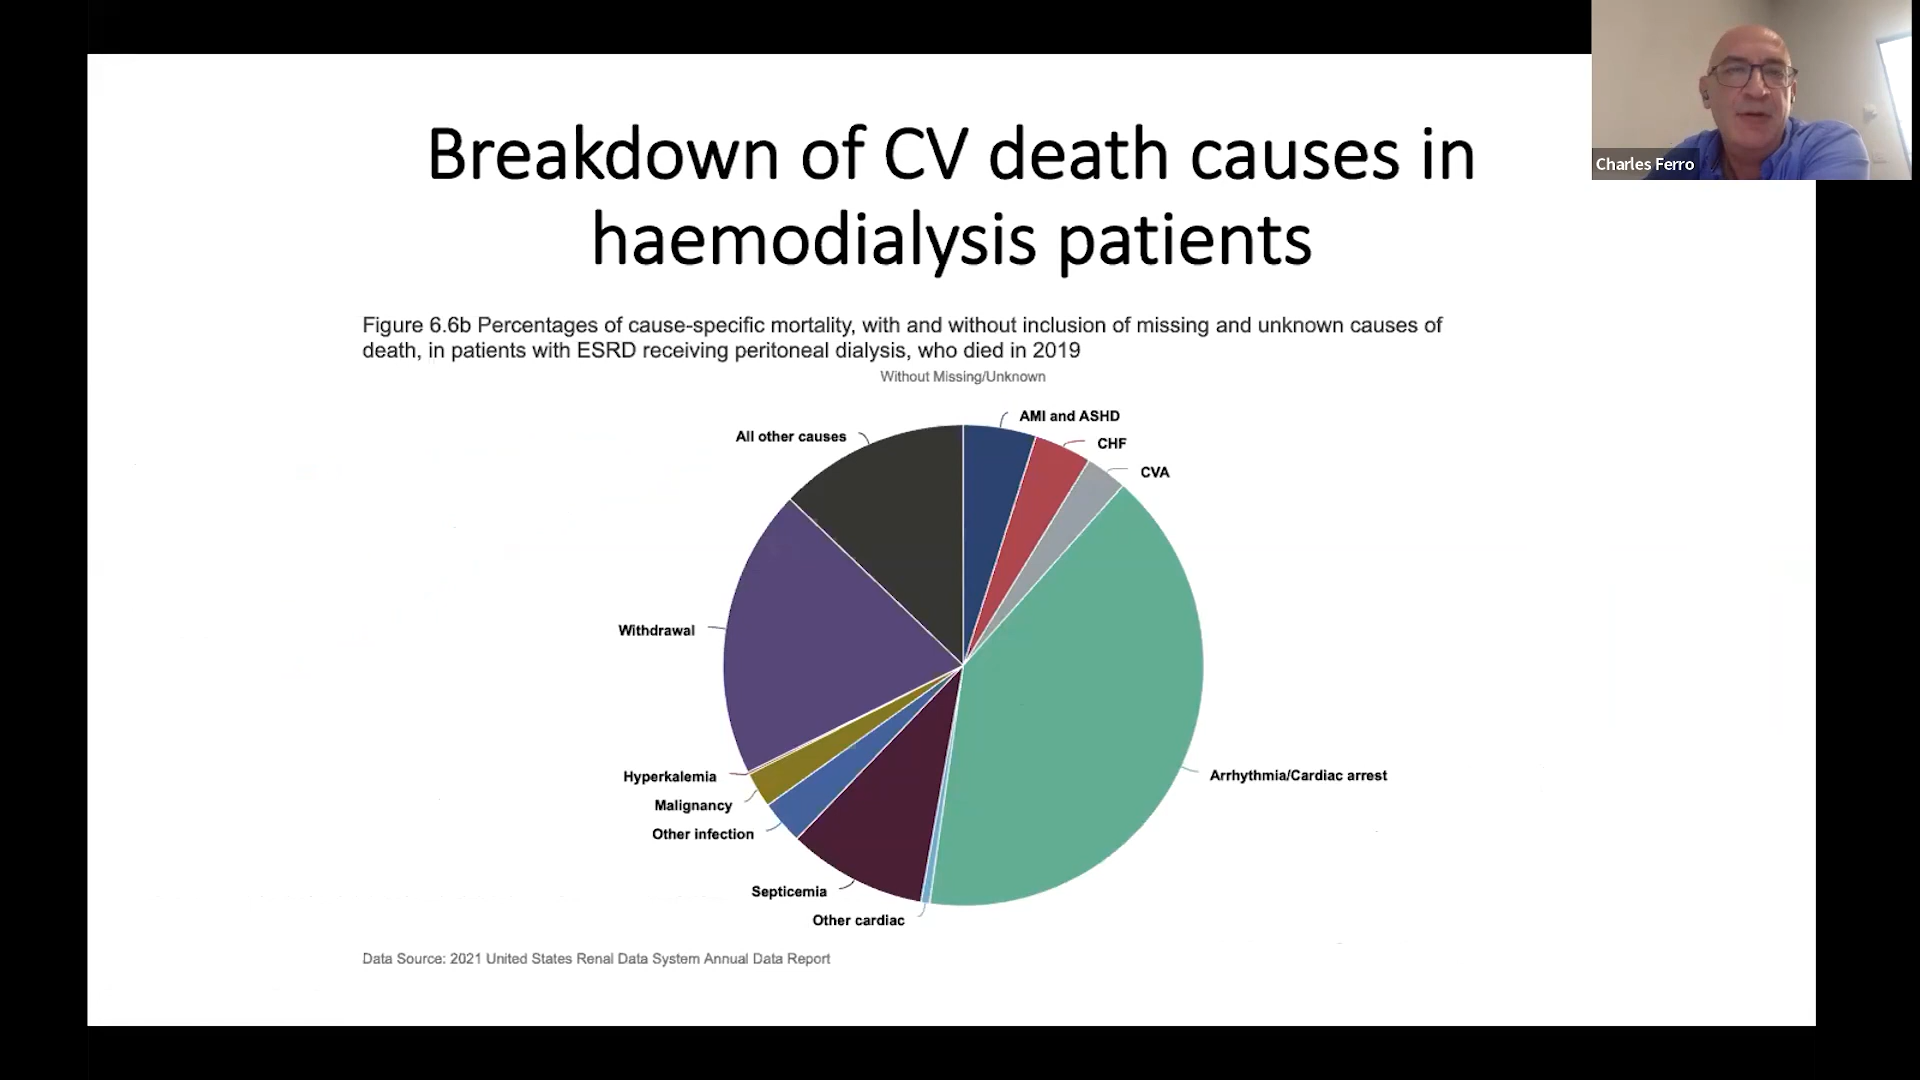 Breakdown of CV death causes in
haemodialysis patients
Charles Ferro
Figure 6.6b Percentages of cause-specific mortality, with and without inclusion of missing and unknown causes of
death, in patients with ESRD receiving peritoneal dialysis, who died in 2019
Without Missing/Unknown
AMI and ASHD
All other causes
CHF
CVA
Withdrawal
Arrhythmia/Cardiac arrest
Hyperkalemia
Malignancy
Other infection
Septicemia
Other cardiac
Data Source: 2021 United States Renal Data System Annual Data Report